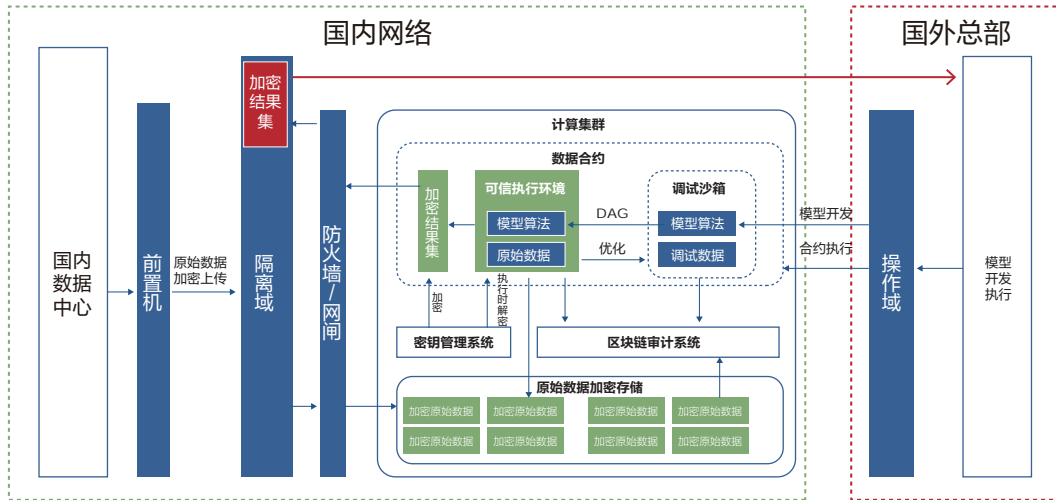 国内网络
国外总部
国内
数据
中心
前置机
原始数据
加密上传
加密
结果
集
隔离域
防火墙/网闸
计算集群
数据合约
加密结果集
可信执行环境
模型算法
原始数据
DAG
优化
调试沙箱
模型算法
调试数据
模型开发
合约执行
操作域
模型
开发
执行
加密
执行时解密
密钥管理系统
区块链审计系统
原始数据加密存储
加密原始数据
加密原始数据
加密原始数据
加密原始数据
加密原始数据
加密原始数据
加密原始数据
加密原始数据